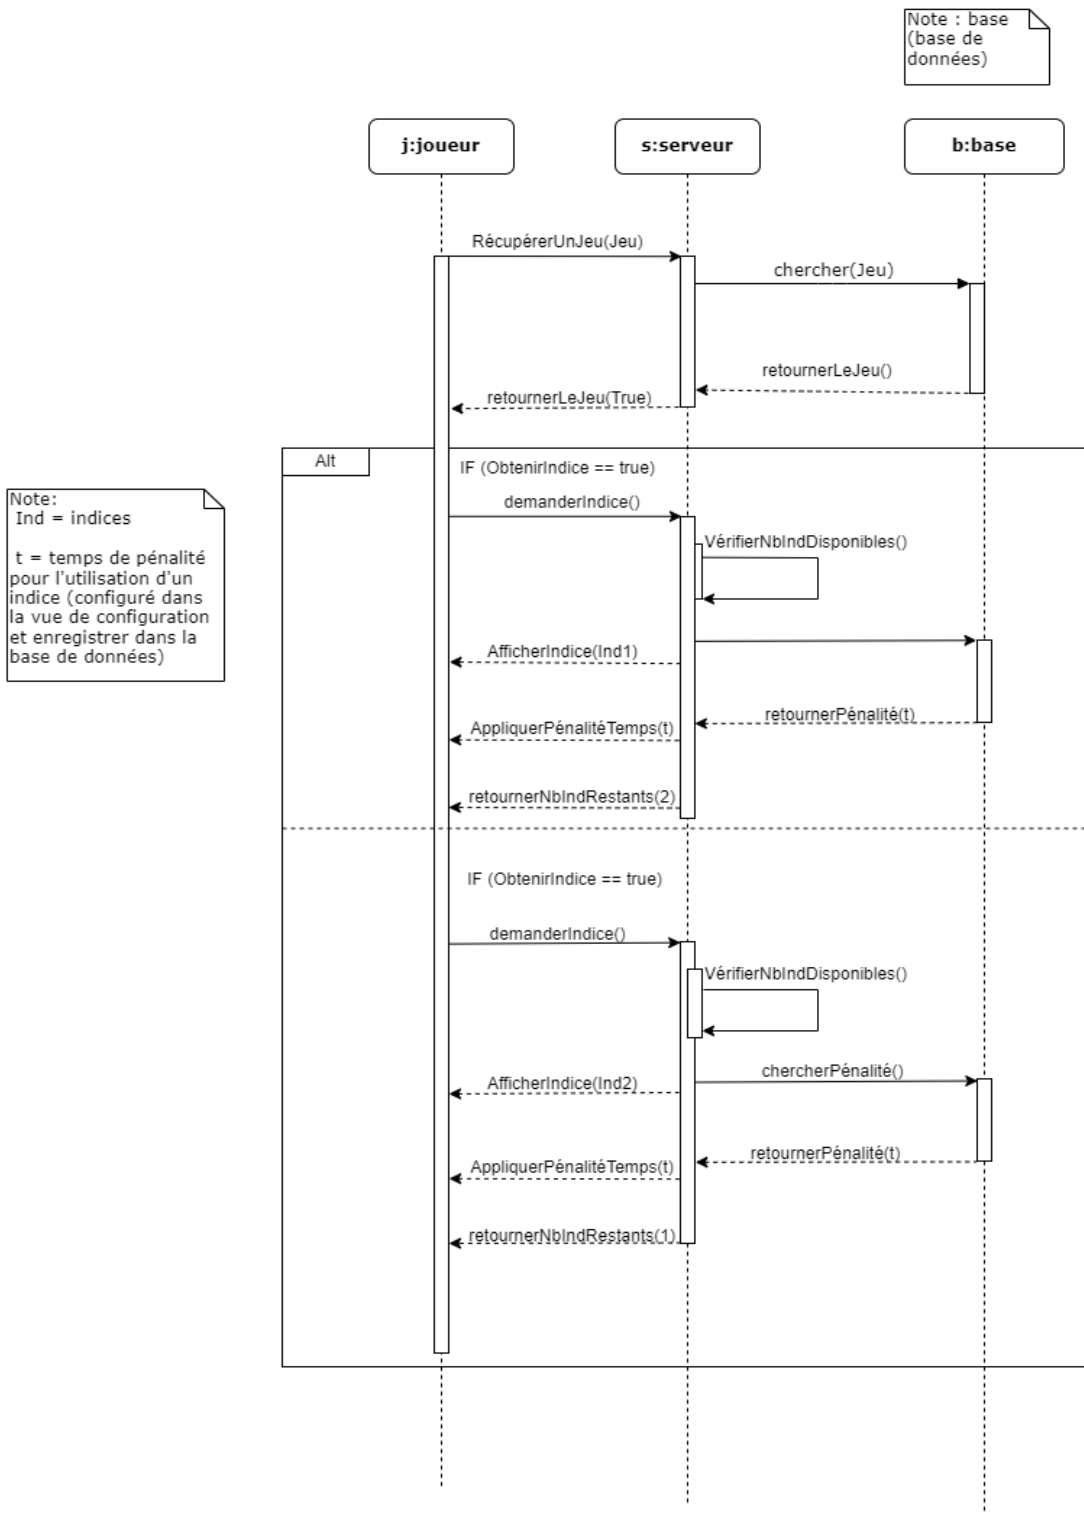 Note : base
(base de
données)
j:joueur
s:serveur
b:base
RécupérerUnJeu(Jeu)
chercher(Jeu)
retournerLeJeu()
retournerLeJeu(True)
Alt
IF (ObtenirIndice == true)
demanderIndice()
Note:
Ind = indices
t = temps de pénalité
pour l'utilisation d'un
indice (configuré dans
la vue de configuration
et enregistrer dans la
base de données)
VérifierNbIndDisponibles()
AfficherIndice(Ind1)
retournerPénalité(t)
AppliquerPénalitéTemps(t)
retournerNbIndRestants(2)
IF (ObtenirIndice == true)
demanderIndice()
VérifierNbIndDisponibles()
chercherPénalité()
AfficherIndice(Ind2)
retournerPénalité(t)
AppliquerPénalitéTemps(t)
retournerNbIndRestants(1)